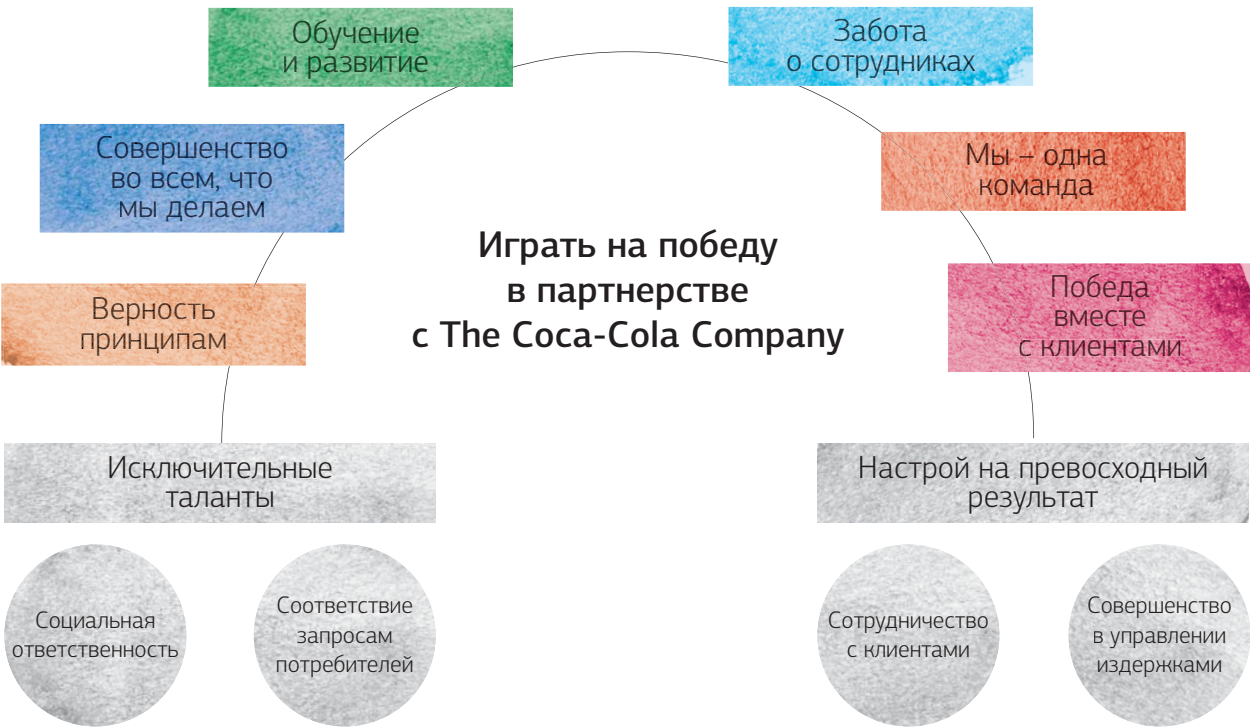 Обучение
и развитие
Забота
о сотрудниках
Совершенство
во всем, что
мы делаем
Мы – одна
команда
Играть на победу
в партнерстве
с The Coca-Cola Company
Верность
принципам
Победа
вместе
с клиентами
Исключительные
таланты
Настрой на превосходный
результат
Социальная
ответственность
Соответствие
запросам
потребителей
Сотрудничество
с клиентами
Совершенство
в управлении
издержками